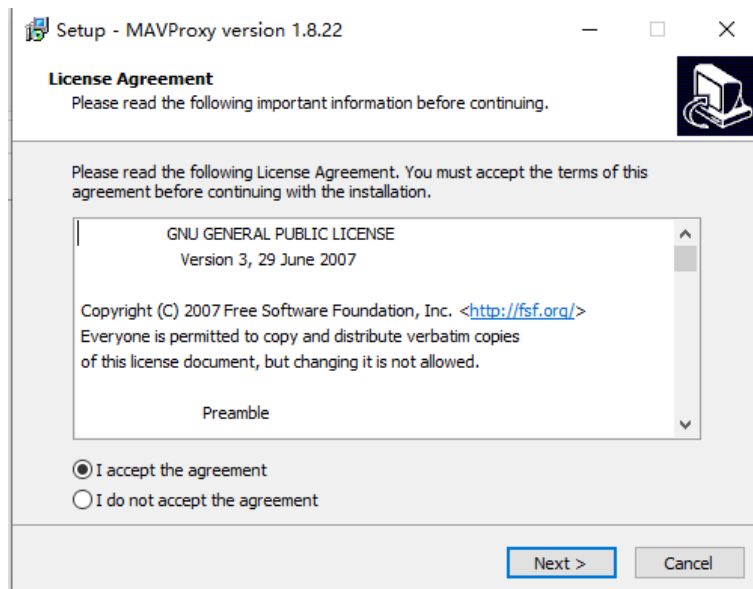 Setup - MAVProxy version 1.8.22
License Agreement
Please read the following important information before continuing.
Please read the following License Agreement. You must accept the terms of this
agreement before continuing with the installation.
GNU GENERAL PUBLIC LICENSE
Version 3, 29 June 2007
Copyright (C) 2007 Free Software Foundation, Inc. <http://fsf.org/>
Everyone is permitted to copy and distribute verbatim copies
of this license document, but changing it is not allowed.
Preamble
I accept the agreement
I do not accept the agreement
Next >
Cancel